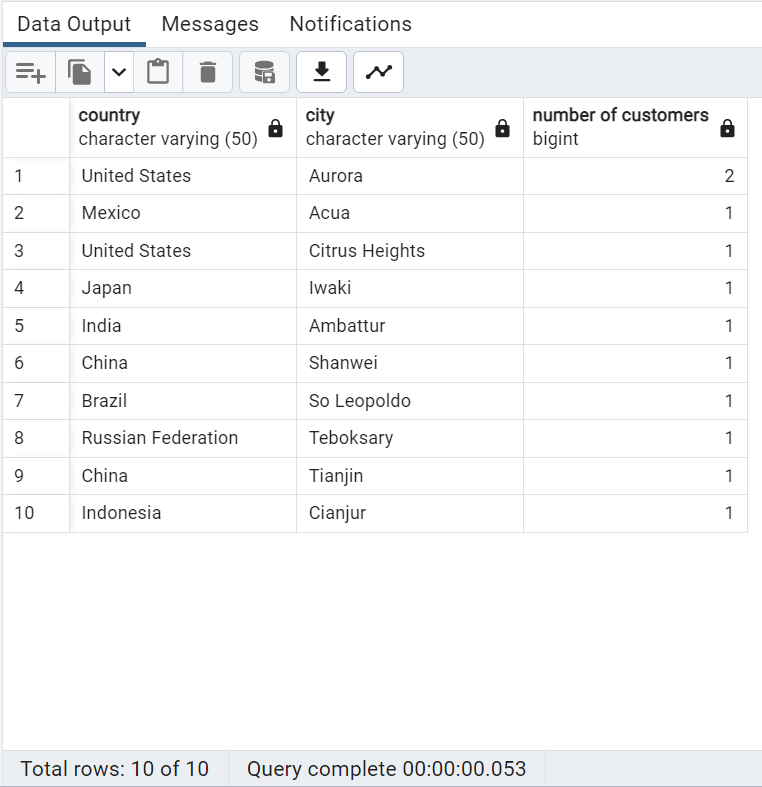 Data Output Messages Notifications
country city number of customers
character varying (50) character varying (50) bigint
1 United States Aurora 2
2 Mexico Acua 1
3 United States Citrus Heights 1
4 Japan Iwaki 1
5 India Ambattur 1
6 China Shanwei 1
7 Brazil So Leopoldo 1
8 Russian Federation Teboksary 1
9 China Tianjin 1
10 Indonesia Cianjur 1
Total rows: 10 of 10 Query complete 00:00:00.053